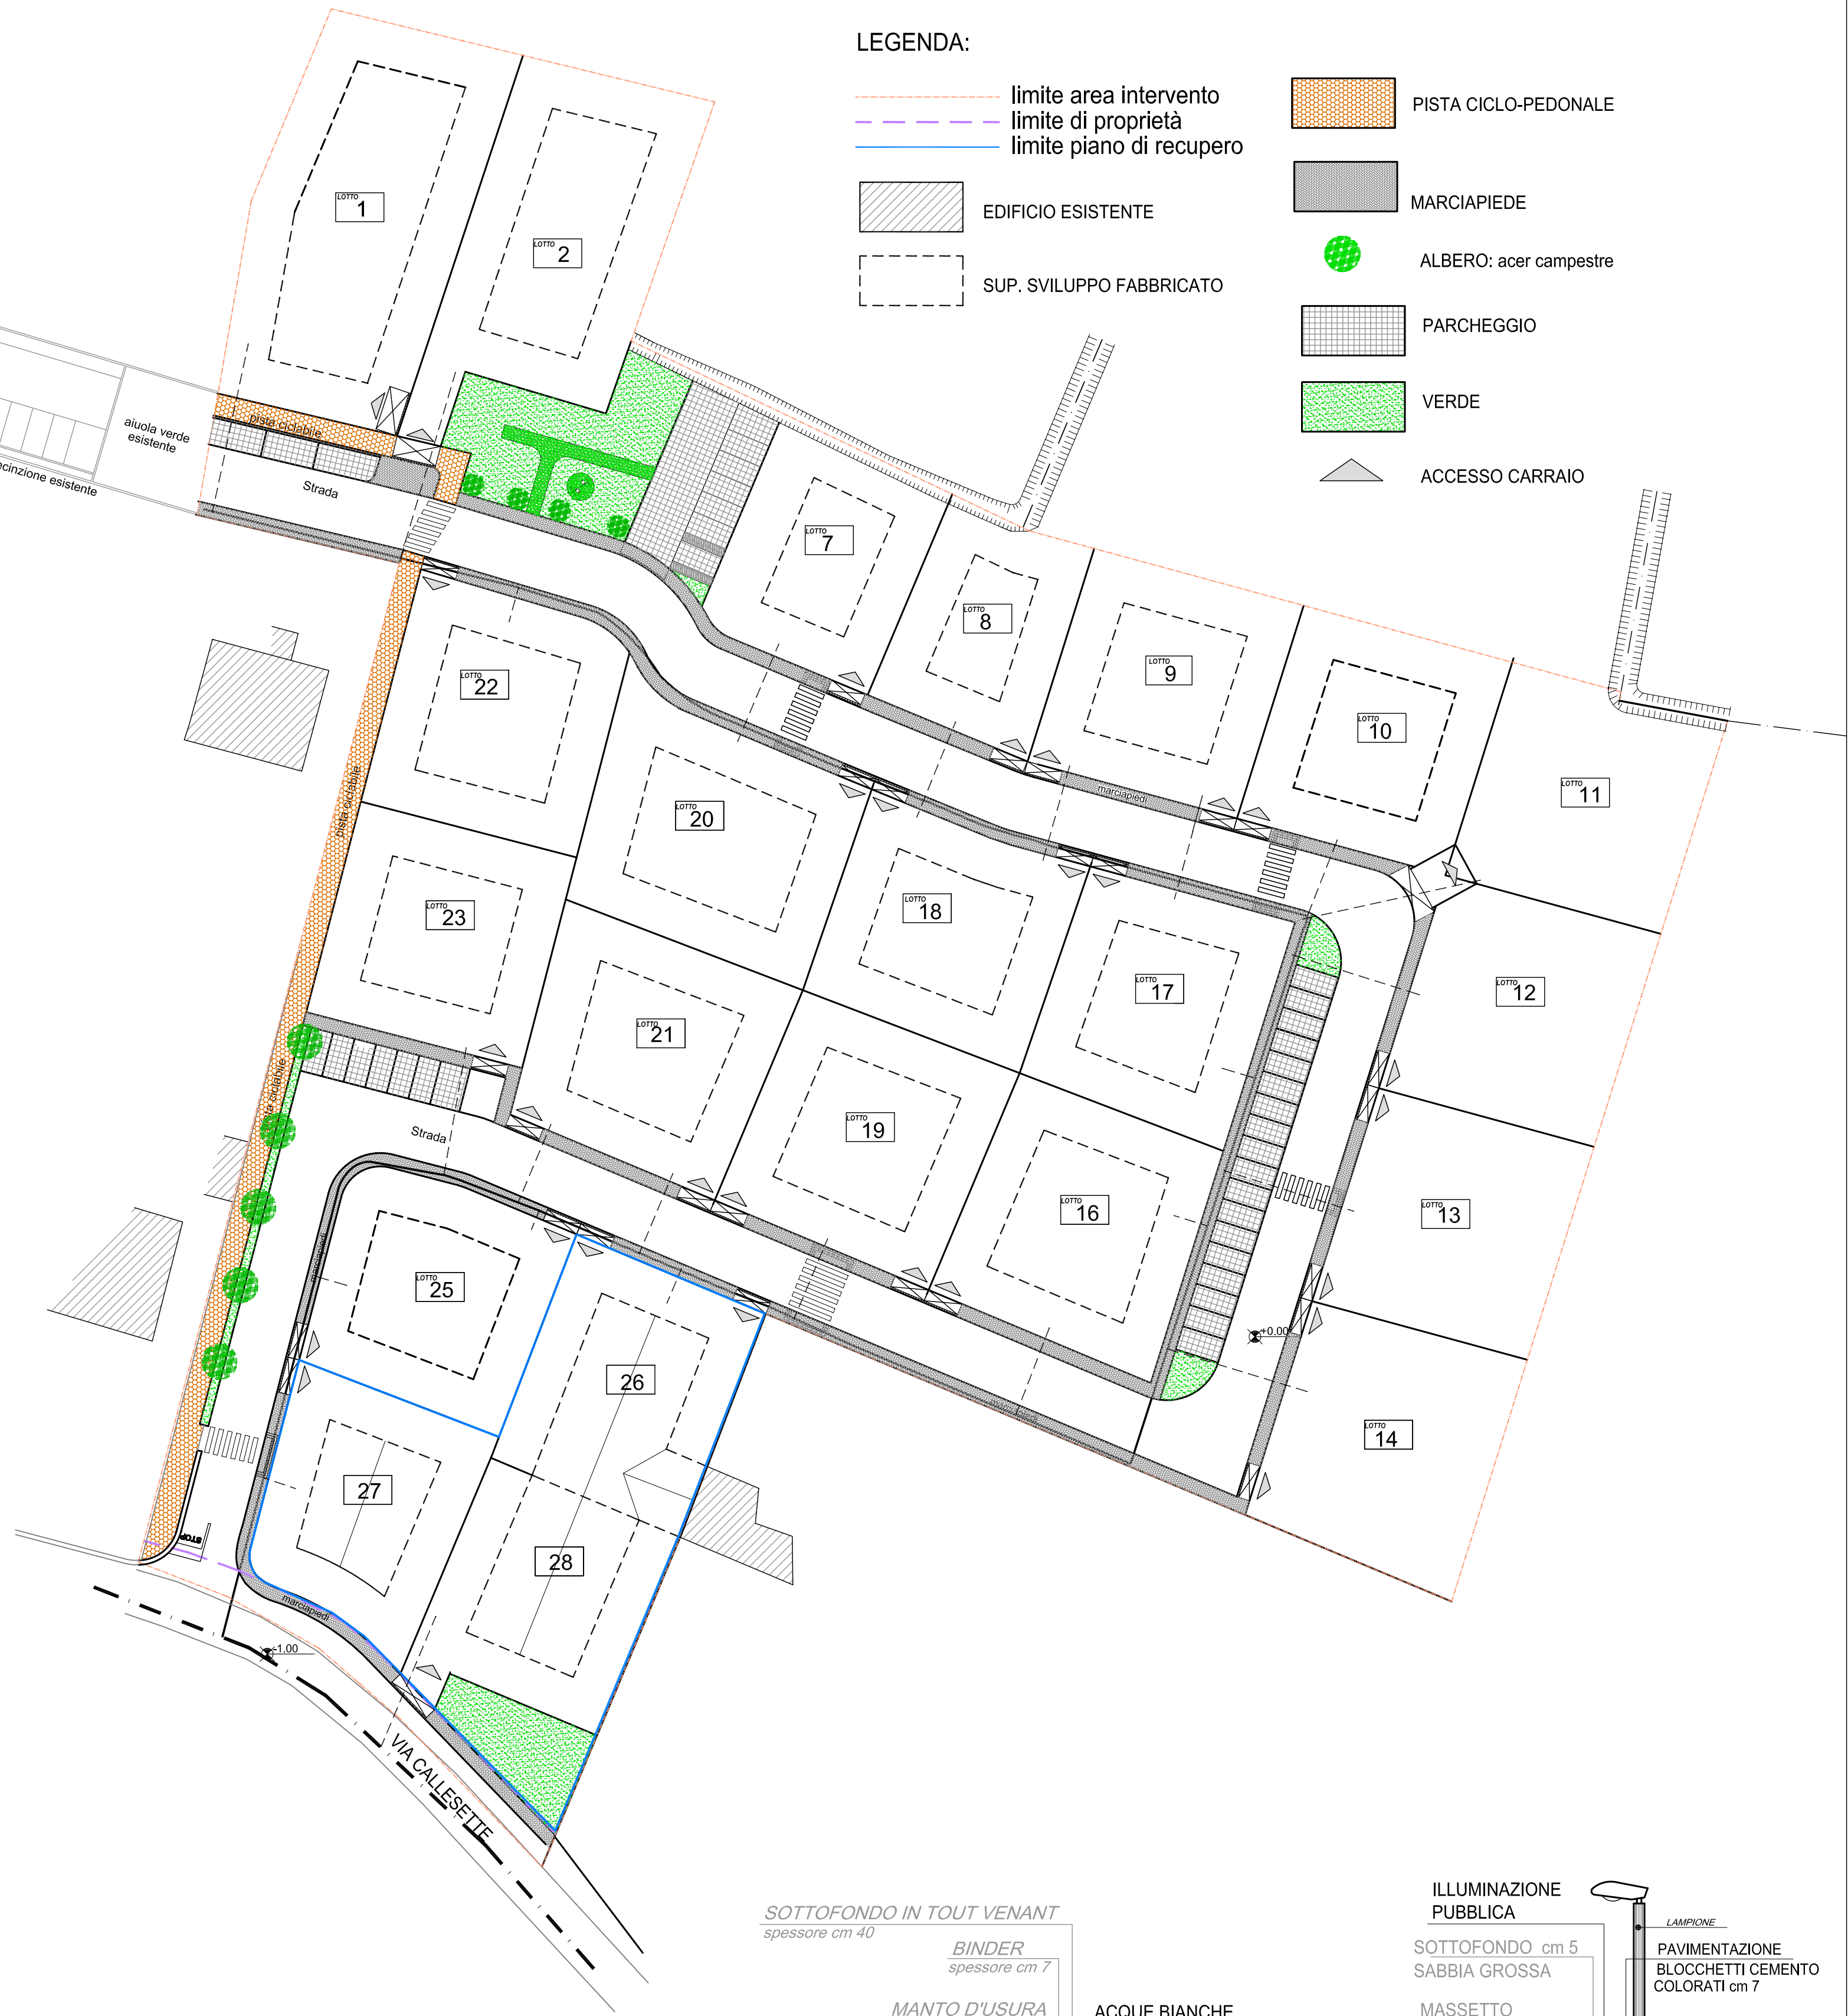 LEGENDA:
limite area intervento
limite di proprietà
limite piano di recupero
EDIFICIO ESISTENTE
SUP. SVILUPPO FABBRICATO
PISTA CICLO-PEDONALE
MARCIAPIEDE
ALBERO: acer campestre
PARCHEGGIO
VERDE
ACCESSO CARRAIO
LOTTO 1
LOTTO 2
aiuola verde
esistente
ecinzione esistente
pista ciclabile
Strada
LOTTO 7
LOTTO 8
LOTTO 9
LOTTO 10
LOTTO 11
marciapiedi
LOTTO 22
LOTTO 20
pista ciclabile
LOTTO 23
LOTTO 18
LOTTO 17
LOTTO 12
LOTTO 21
LOTTO 19
LOTTO 16
LOTTO 13
ciclabile
Strada
marciapiedi
LOTTO 25
+0.00
26
marciapiedi
LOTTO 14
27
28
STOP
marciapiedi
-1.00
VIA CALLESETTE
SOTTOFONDO IN TOUT VENANT
spessore cm 40
BINDER
spessore cm 7
MANTO D'USURA
ACQUE BIANCHE
ILLUMINAZIONE
PUBBLICA
LAMPIONE
SOTTOFONDO cm 5
SABBIA GROSSA
PAVIMENTAZIONE
BLOCCHETTI CEMENTO
COLORATI cm 7
MASSETTO